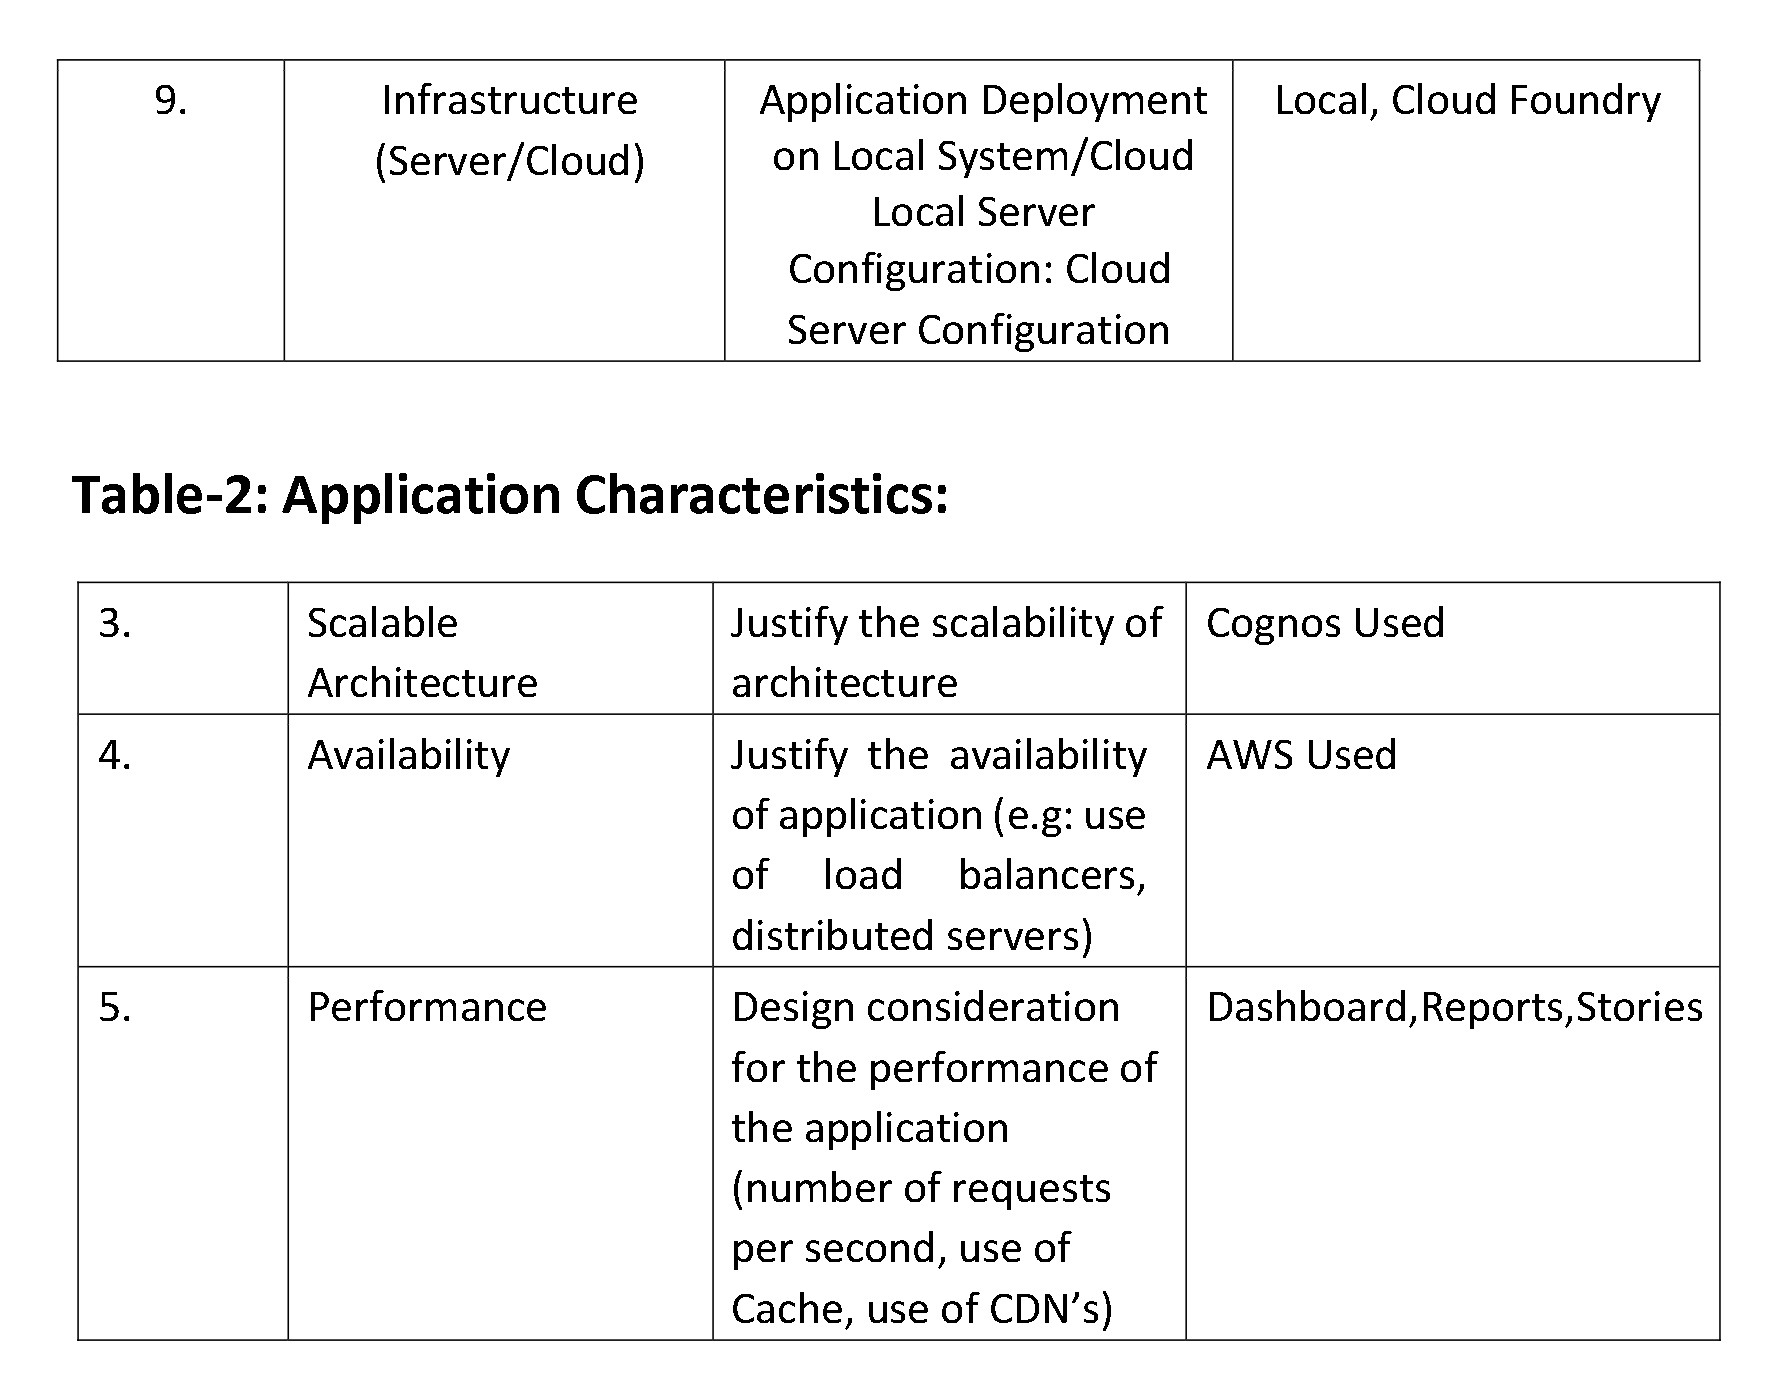 9.
Infrastructure
(Server/Cloud)
Application Deployment
on Local System/Cloud
Local Server
Configuration: Cloud
Server Configuration
Local, Cloud Foundry
Table-2: Application Characteristics:
3.
Scalable
Architecture
Justify the scalability of
architecture
Cognos Used
4.
Availability
Justify the availability
of application (e.g: use
of load balancers,
distributed servers)
AWS Used
5.
Performance
Design consideration
for the performance of
the application
(number of requests
per second, use of
Cache, use of CDN’s)
Dashboard,Reports,Stories